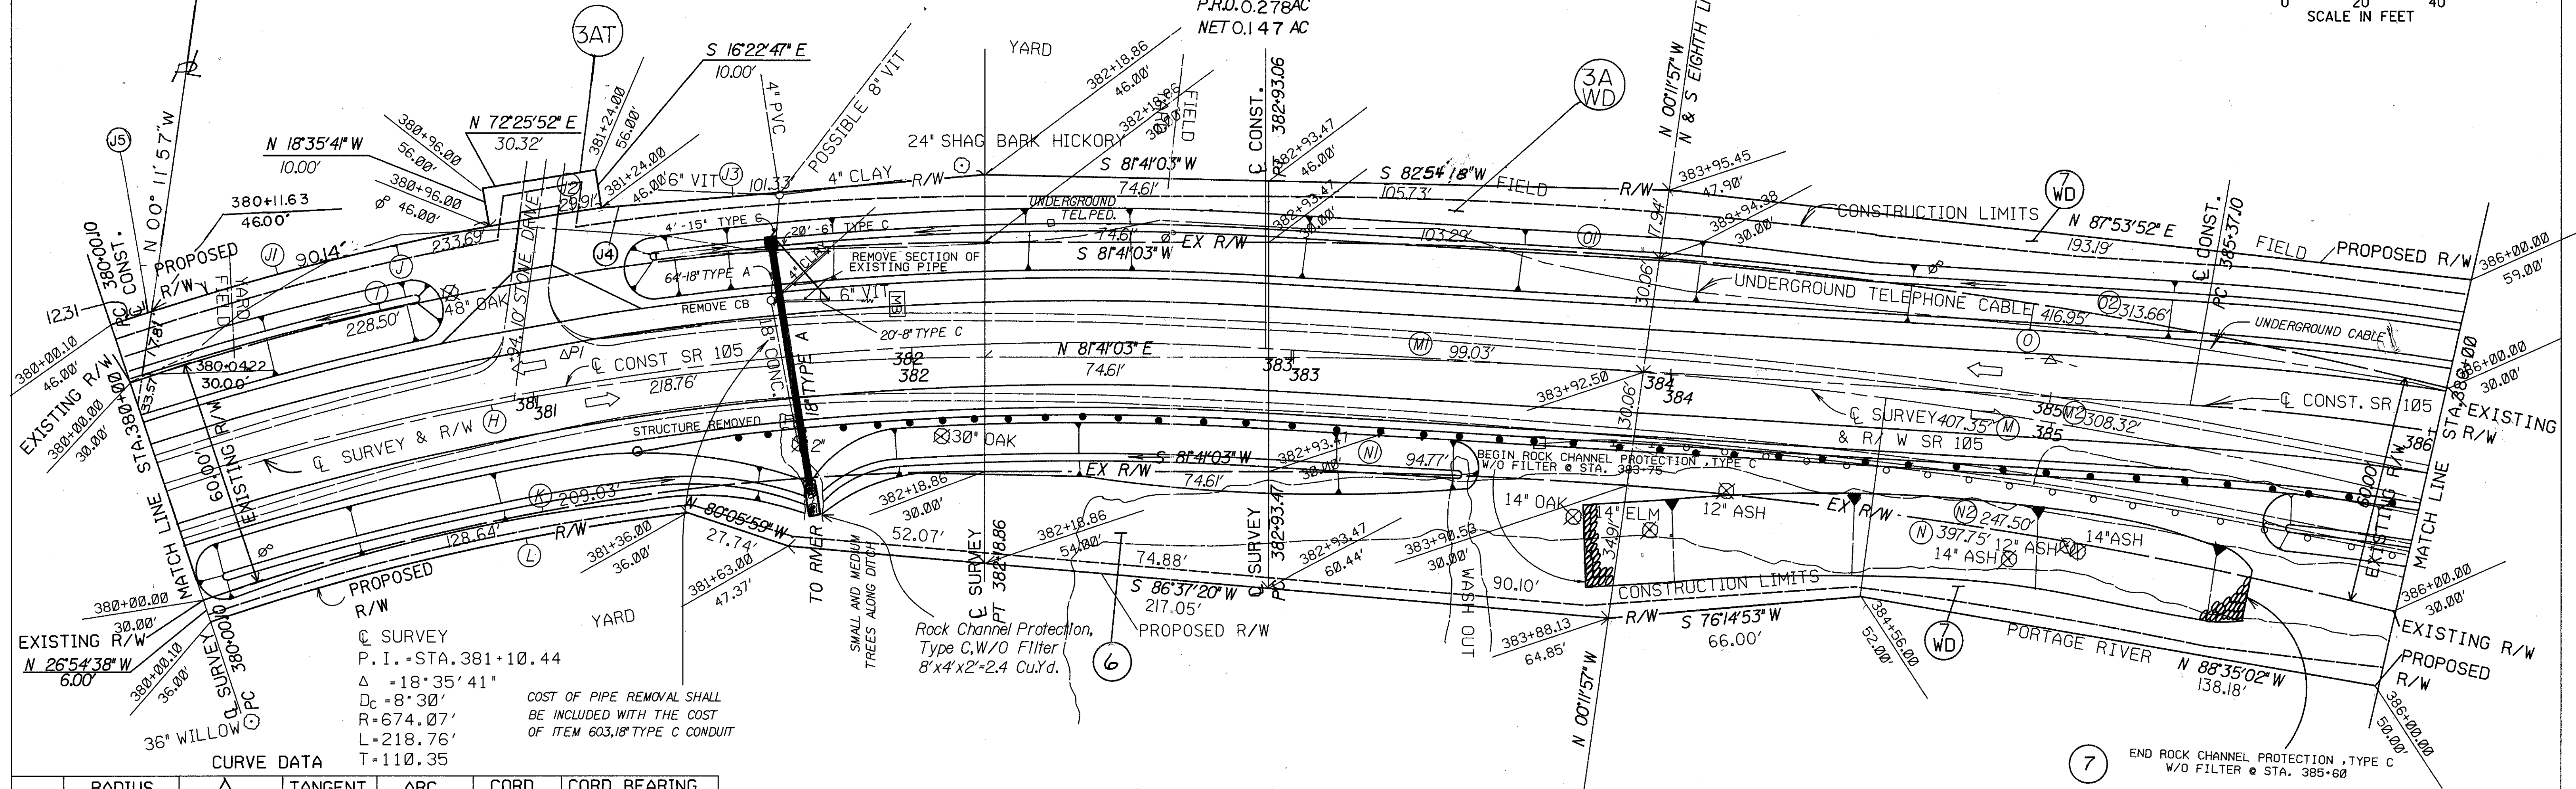 P.R.O. 0.278AC
NET 0.147 AC
0 20 40
SCALE IN FEET
3AT
S 16°22'47" E
10.00'
YARD
382+18.86
46.00'
382+18.86
30.00'
FIELD
℄ CONST.
382+93.06
3A
WD
N 00°11'57" W
J5
N 00° 11' 57" W
N 18°35'41" W
10.00'
380+96.00
56.00'
380+96.00
46.00'
N 72°25'52" E
30.32'
381+24.00
56.00'
381+24.00
46.00'
4" PVC
POSSIBLE 8" VIT
24" SHAG BARK HICKORY
6" VIT
J3
101.33'
4" CLAY
R/W
S 81°41'03" W
74.61'
382+93.47
46.00'
382+93.47
30.00'
S 82°54'18" W
105.73'
FIELD
R/W
383+95.45
47.90'
383+94.38
30.00'
17.94'
CONSTRUCTION LIMITS
7
WD
N 87°53'52" E
193.19'
℄ CONST.
PC 385+37.10
FIELD
PROPOSED R/W
386+00.00
59.00'
380+11.63
46.00'
J1
90.14'
233.69'
PROPOSED
R/W
YARD
FIELD
J
T
228.50'
48" OAK
+94, 10' STONE DRIVE
J2
29.91'
J4
4'-15" TYPE C
20'-6" TYPE C
64'-18" TYPE A
4" CLAY
REMOVE SECTION OF
EXISTING PIPE
REMOVE CB
6" VIT
MB
20'-8" TYPE C
UNDERGROUND
TEL.PED.
74.61'
EX R/W
S 81°41'03" W
103.29'
O1
30.06'
UNDERGROUND TELEPHONE CABLE
416.95'
O2
313.66'
UNDERGROUND CABLE
O
12.31
PC 380+00.10
℄ CONST.
17.81'
380+00.10
46.00'
EXISTING R/W
380+00.00
30.00'
33.57'
380+04.22
30.00'
MATCH LINE STA.380+00
60.00'
EXISTING R/W
℄ SURVEY & R/W
H
ΔPI
℄ CONST SR 105
218.76'
381
381
18" CONC.
18" TYPE A
382
382
N 81°41'03" E
74.61'
383
383
M1
99.03'
383+92.50
384
384
30.06'
℄ SURVEY
& R/W SR 105
407.35'
M
385
385
M2
308.32'
℄ CONST. SR 105
386
386+00.00
30.00'
EXISTING
R/W
MATCH LINE STA.386+00
60.00'
EXISTING R/W
STRUCTURE REMOVED
12"
30" OAK
K
209.03'
128.64'
L
R/W
PROPOSED
R/W
N 80°05'59" W
27.74'
381+36.00
36.00'
381+63.00
47.37'
YARD
TO RIVER
SMALL AND MEDIUM
TREES ALONG DITCH
382+18.86
30.00'
52.07'
℄ SURVEY
PT 382+18.86
EX R/W
S 81°41'03" W
74.61'
382+18.86
54.00'
74.88'
382+93.47
30.00'
℄ SURVEY
PC 382+93.47
382+93.47
60.44'
N1
94.77'
BEGIN ROCK CHANNEL PROTECTION, TYPE C
W/O FILTER @ STA. 383+75
383+90.53
30.00'
WASH OUT
90.10'
14" OAK
14" ELM
12" ASH
34.91'
EX R/W
N2
247.50'
N
397.75'
12" ASH
14" ASH
14" ASH
CONSTRUCTION LIMITS
S 86°37'20" W
217.05'
PROPOSED R/W
6
383+88.13
64.85'
R/W
S 76°14'53" W
66.00'
384+56.00
52.00'
7
WD
PORTAGE RIVER
N 88°35'02" W
138.18'
386+00.00
30.00'
EXISTING R/W
PROPOSED
R/W
386+00.00
50.00'
N 00°11'57" W
Rock Channel Protection,
Type C,W/O Filter
8'x4'x2'=2.4 Cu.Yd.
380+00.00
30.00'
EXISTING R/W
N 26°54'38" W
6.00'
380+00.10
36.00'
℄ SURVEY
PC 380+00.10
36" WILLOW
℄ SURVEY
P.I.=STA.381+10.44
Δ =18°35'41"
Dc =8°30'
R=674.07'
L=218.76'
T=110.35
COST OF PIPE REMOVAL SHALL
BE INCLUDED WITH THE COST
OF ITEM 603,18" TYPE C CONDUIT
7
END ROCK CHANNEL PROTECTION ,TYPE C
W/O FILTER @ STA. 385+60
CURVE DATA
RADIUS Δ TANGENT ARC CORD CORD BEARING